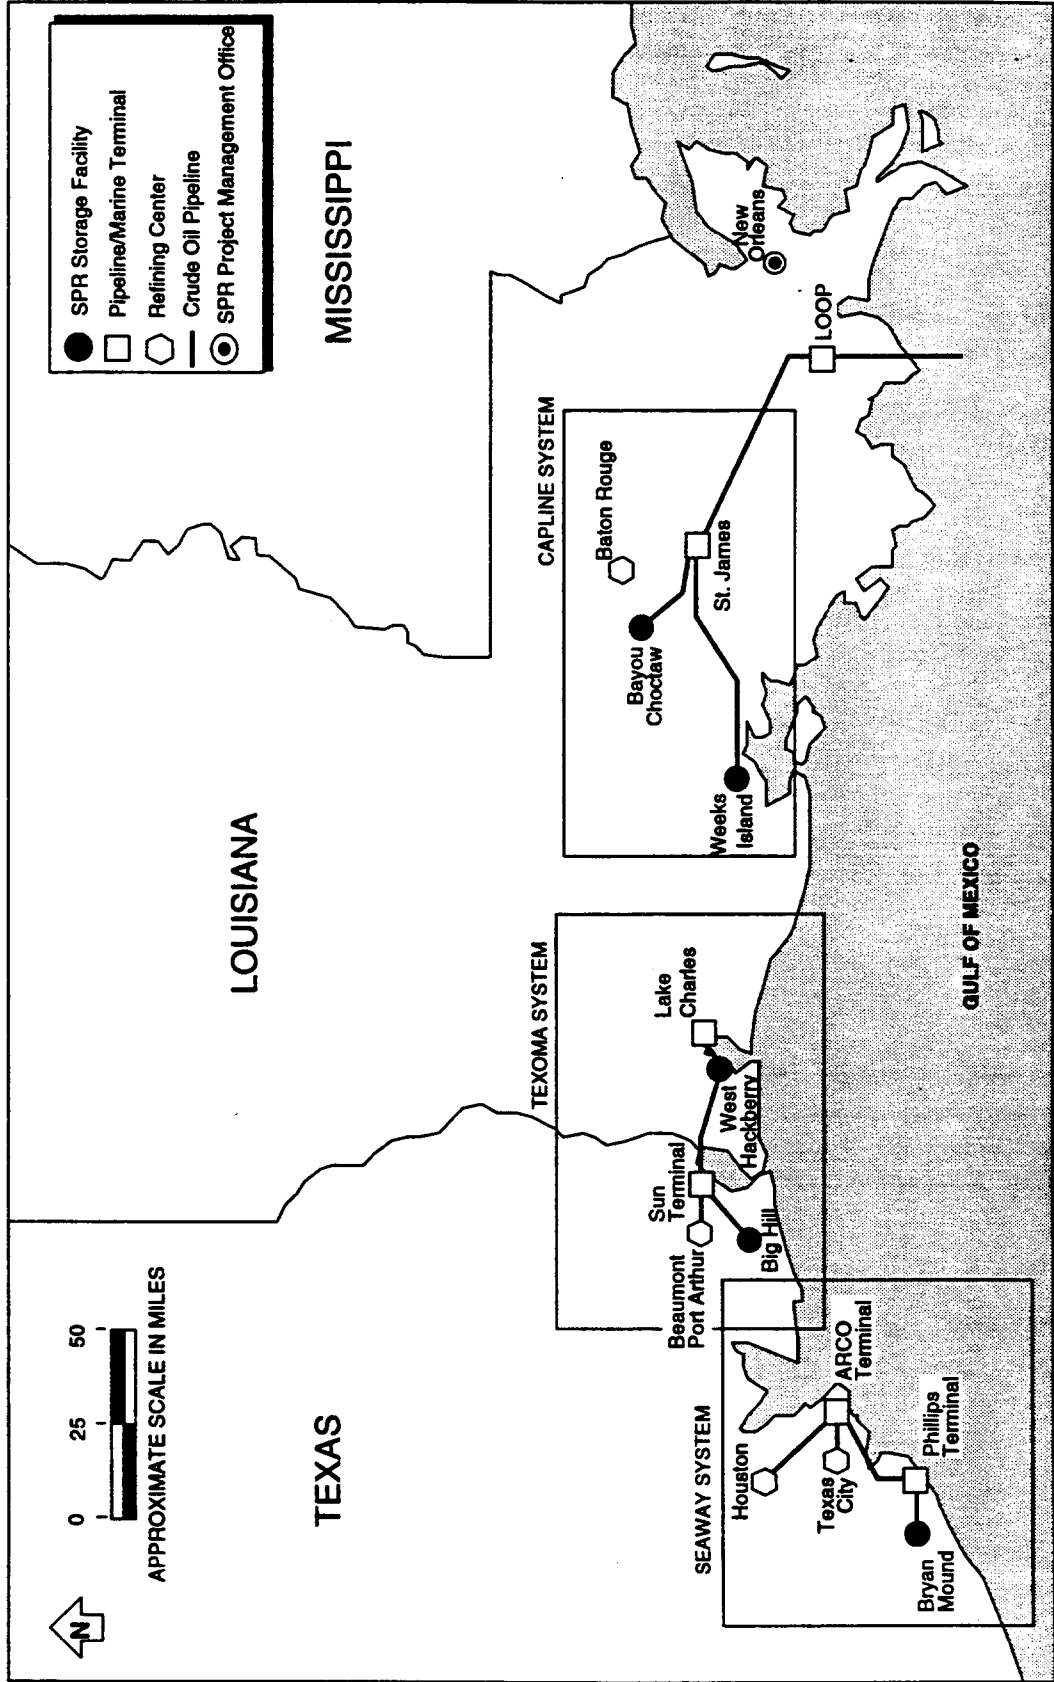 SPR Storage Facility
Pipeline/Marine Terminal
Refining Center
Crude Oil Pipeline
SPR Project Management Office
N
0 25 50
APPROXIMATE SCALE IN MILES
TEXAS
LOUISIANA
MISSISSIPPI
SEAWAY SYSTEM
Houston
Texas
City
ARCO
Terminal
Phillips
Terminal
Bryan
Mound
TEXOMA SYSTEM
Beaumont
Port Arthur
Sun
Terminal
Big Hill
West
Hackberry
Lake
Charles
CAPLINE SYSTEM
Weeks
Island
Bayou
Choctaw
Baton Rouge
St. James
LOOP
New
Orleans
GULF OF MEXICO